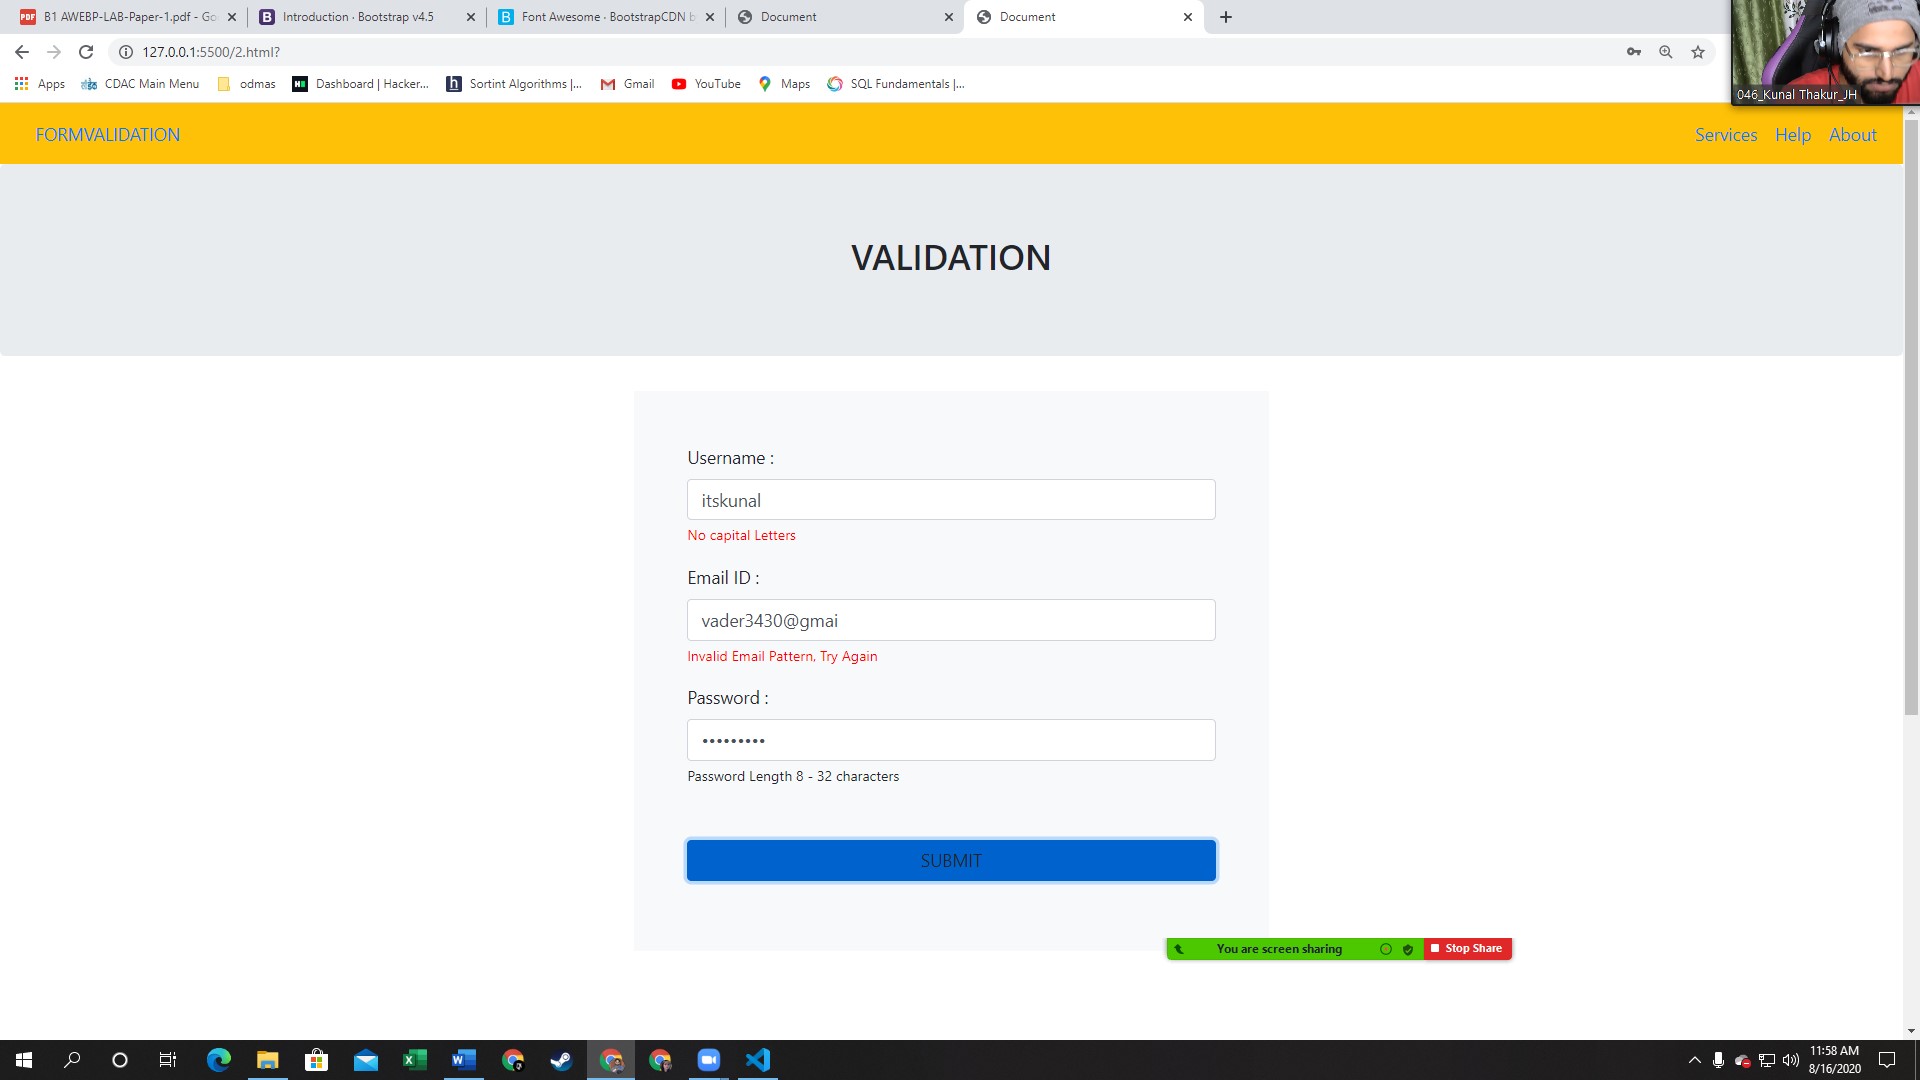 B1 AWEBP-LAB-Paper-1.pdf - Go
Introduction · Bootstrap v4.5
Font Awesome · BootstrapCDN b
Document
Document
127.0.0.1:5500/2.html?
Apps
CDAC Main Menu
odmas
Dashboard | Hacker...
Sortint Algorithms |...
Gmail
YouTube
Maps
SQL Fundamentals |...
046_Kunal Thakur_JH
FORMVALIDATION
Services Help About
VALIDATION
Username :
itskunal
No capital Letters
Email ID :
vader3430@gmai
Invalid Email Pattern, Try Again
Password :
•••••••••
Password Length 8 - 32 characters
SUBMIT
You are screen sharing
Stop Share
11:58 AM
8/16/2020